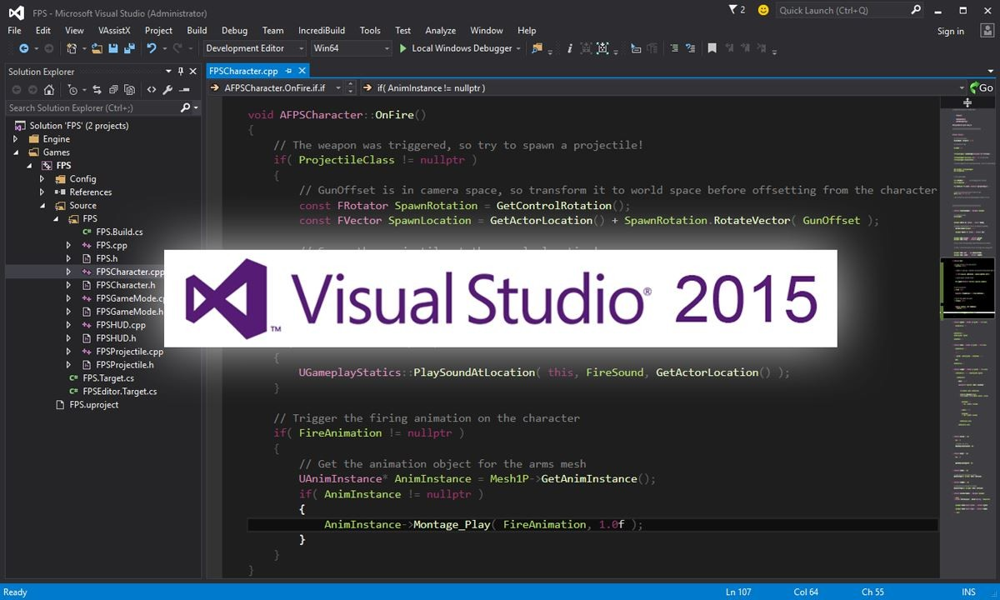 FPS - Microsoft Visual Studio (Administrator)
2
Quick Launch (Ctrl+Q)
File Edit View VAssistX Project Build Debug Team IncrediBuild Tools Test Analyze Window Help
Sign in
Development Editor Win64 Local Windows Debugger
Solution Explorer
Search Solution Explorer (Ctrl+;)
Solution 'FPS' (2 projects)
Engine
Games
FPS
Config
References
Source
FPS
FPS.Build.cs
FPS.cpp
FPS.h
FPSCharacter.cpp
FPSCharacter.h
FPSGameMode.cp
FPSGameMode.h
FPSHUD.cpp
FPSHUD.h
FPSProjectile.cpp
FPSProjectile.h
FPS.Target.cs
FPSEditor.Target.cs
FPS.uproject
FPSCharacter.cpp
AFPSCharacter.OnFire.if.if
if( AnimInstance != nullptr )
Go
void AFPSCharacter::OnFire()
{
// The weapon was triggered, so try to spawn a projectile!
if( ProjectileClass != nullptr )
{
// GunOffset is in camera space, so transform it to world space before offsetting from the character
const FRotator SpawnRotation = GetControlRotation();
const FVector SpawnLocation = GetActorLocation() + SpawnRotation.RotateVector( GunOffset );
Visual Studio® 2015
™
{
UGameplayStatics::PlaySoundAtLocation( this, FireSound, GetActorLocation() );
}
// Trigger the firing animation on the character
if( FireAnimation != nullptr )
{
// Get the animation object for the arms mesh
UAnimInstance* AnimInstance = Mesh1P->GetAnimInstance();
if( AnimInstance != nullptr )
{
AnimInstance->Montage_Play( FireAnimation, 1.0f );
}
}
}
Ready
Ln 107 Col 64 Ch 55 INS